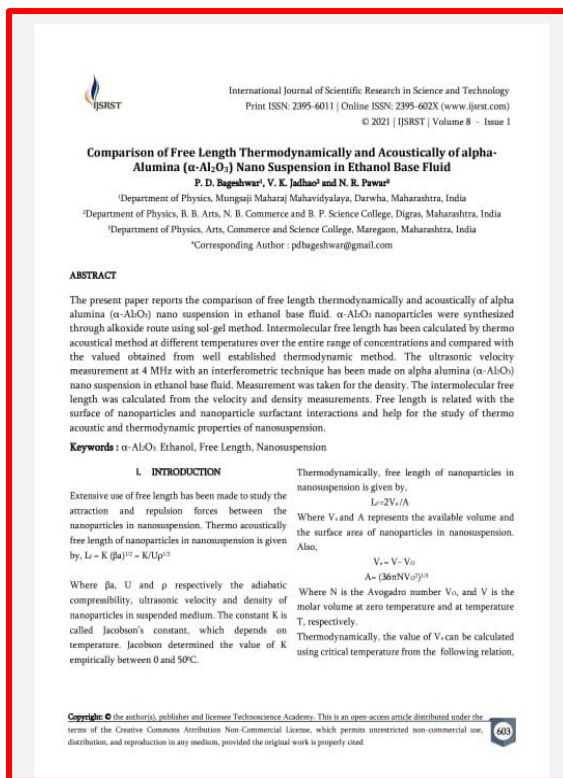 IJSRST
International Journal of Scientific Research in Science and Technology
Print ISSN: 2395-6011 | Online ISSN: 2395-602X (www.ijsrst.com)
© 2021 | IJSRST | Volume 8 - Issue 1
Comparison of Free Length Thermodynamically and Acoustically of alpha-
Alumina (α-Al₂O₃) Nano Suspension in Ethanol Base Fluid
P. D. Bageshwar¹, V. K. Jadhao² and N. R. Pawar³
¹Department of Physics, Mungsaji Maharaj Mahavidyalaya, Darwha, Maharashtra, India
²Department of Physics, B. B. Arts, N. B. Commerce and B. P. Science College, Digras, Maharashtra, India
³Department of Physics, Arts, Commerce and Science College, Maregaon, Maharashtra, India
*Corresponding Author : pdbageshwar@gmail.com
ABSTRACT
The present paper reports the comparison of free length thermodynamically and acoustically of alpha
alumina (α-Al₂O₃) nano suspension in ethanol base fluid. α-Al₂O₃ nanoparticles were synthesized
through alkoxide route using sol-gel method. Intermolecular free length has been calculated by thermo
acoustical method at different temperatures over the entire range of concentrations and compared with
the valued obtained from well established thermodynamic method. The ultrasonic velocity
measurement at 4 MHz with an interferometric technique has been made on alpha alumina (α-Al₂O₃)
nano suspension in ethanol base fluid. Measurement was taken for the density. The intermolecular free
length was calculated from the velocity and density measurements. Free length is related with the
surface of nanoparticles and nanoparticle surfactant interactions and help for the study of thermo
acoustic and thermodynamic properties of nanosuspension.
Keywords : α-Al₂O₃, Ethanol, Free Length, Nanosuspension
I. INTRODUCTION
Extensive use of free length has been made to study the
attraction and repulsion forces between the
nanoparticles in nanosuspension. Thermo acoustically
free length of nanoparticles in nanosuspension is given
by, Lf = K (βa)¹/² = K/Uρ¹/²
Where βa, U and ρ respectively the adiabatic
compressibility, ultrasonic velocity and density of
nanoparticles in suspended medium. The constant K is
called Jacobson's constant, which depends on
temperature. Jacobson determined the value of K
empirically between 0 and 50⁰C.
Thermodynamically, free length of nanoparticles in
nanosuspension is given by,
Lf=2Vₐ /A
Where Vₐ and A represents the available volume and
the surface area of nanoparticles in nanosuspension.
Also,
Vₐ = V- V₀
A= (36πNV₀²)¹/³
Where N is the Avogadro number V₀, and V is the
molar volume at zero temperature and at temperature
T, respectively.
Thermodynamically, the value of Vₐ can be calculated
using critical temperature from the following relation,
Copyright: © the author(s), publisher and licensee Technoscience Academy. This is an open-access article distributed under the
terms of the Creative Commons Attribution Non-Commercial License, which permits unrestricted non-commercial use,
distribution, and reproduction in any medium, provided the original work is properly cited
603